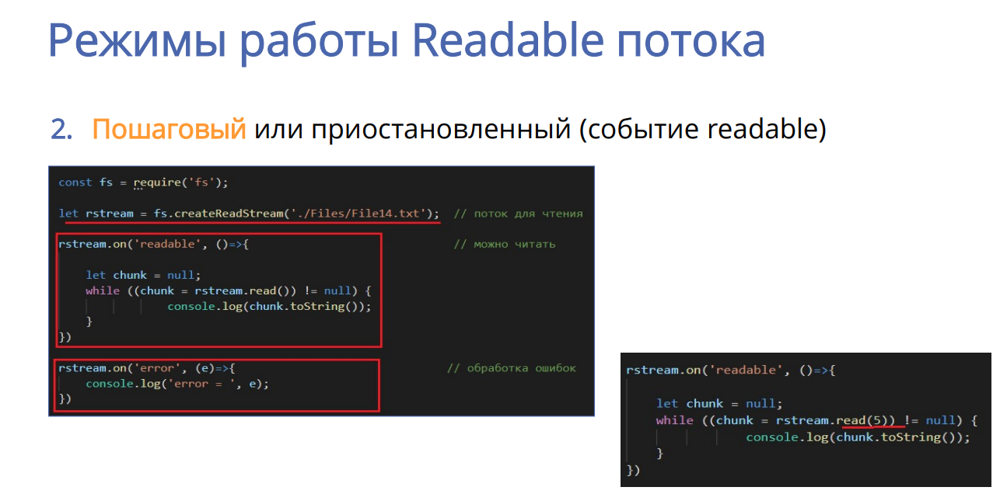 Режимы работы Readable потока
2. Пошаговый или приостановленный (событие readable)
const fs = require('fs');
let rstream = fs.createReadStream('./Files/File14.txt'); // поток для чтения
rstream.on('readable', ()=>{ // можно читать
let chunk = null;
while ((chunk = rstream.read()) != null) {
console.log(chunk.toString());
}
})
rstream.on('error', (e)=>{ // обработка ошибок
console.log('error = ', e);
})
rstream.on('readable', ()=>{
let chunk = null;
while ((chunk = rstream.read(5)) != null) {
console.log(chunk.toString());
}
})